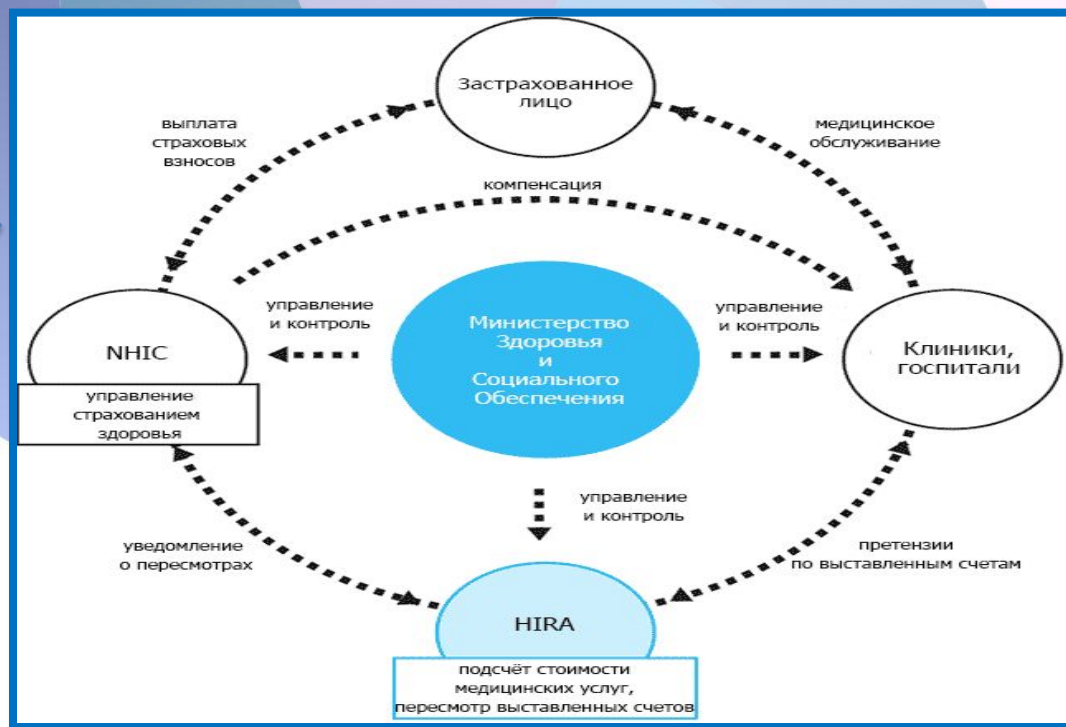 Застрахованное
лицо
выплата
страховых
взносов
медицинское
обслуживание
компенсация
управление
и контроль
управление
и контроль
NHIC
управление
страхованием
здоровья
Министерство
Здоровья
и
Социального
Обеспечения
Клиники,
госпитали
управление
и контроль
уведомление
о пересмотрах
претензии
по выставленным счетам
HIRA
подсчёт стоимости
медицинских услуг,
пересмотр выставленных счетов